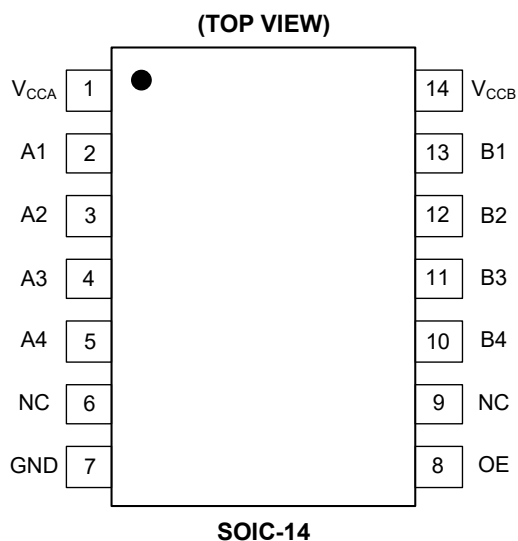 (TOP VIEW)
VCCA 1 14 VCCB
A1 2 13 B1
A2 3 12 B2
A3 4 11 B3
A4 5 10 B4
NC 6 9 NC
GND 7 8 OE
SOIC-14